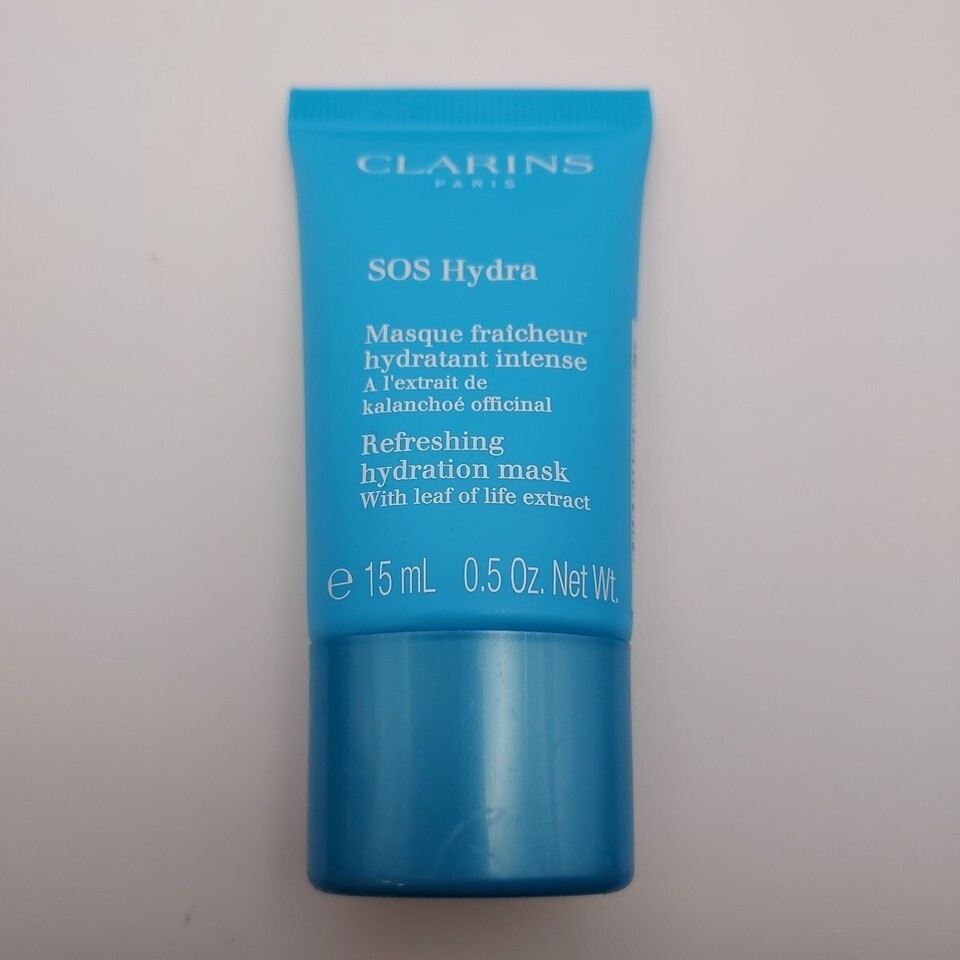 CLARINS
PARIS
SOS Hydra
Masque fraîcheur
hydratant intense
A l'extrait de
kalanchoé officinal
Refreshing
hydration mask
With leaf of life extract
℮ 15 mL 0.5 Oz. Net Wt.